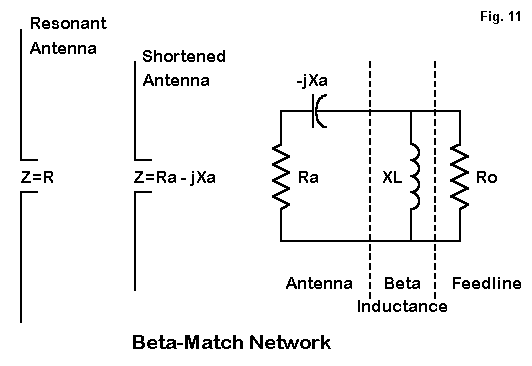 Fig. 11
Resonant
Antenna
Shortened
Antenna
-jXa
Z=R
Z=Ra - jXa
Ra
XL
Ro
Antenna
Beta
Inductance
Feedline
Beta-Match Network